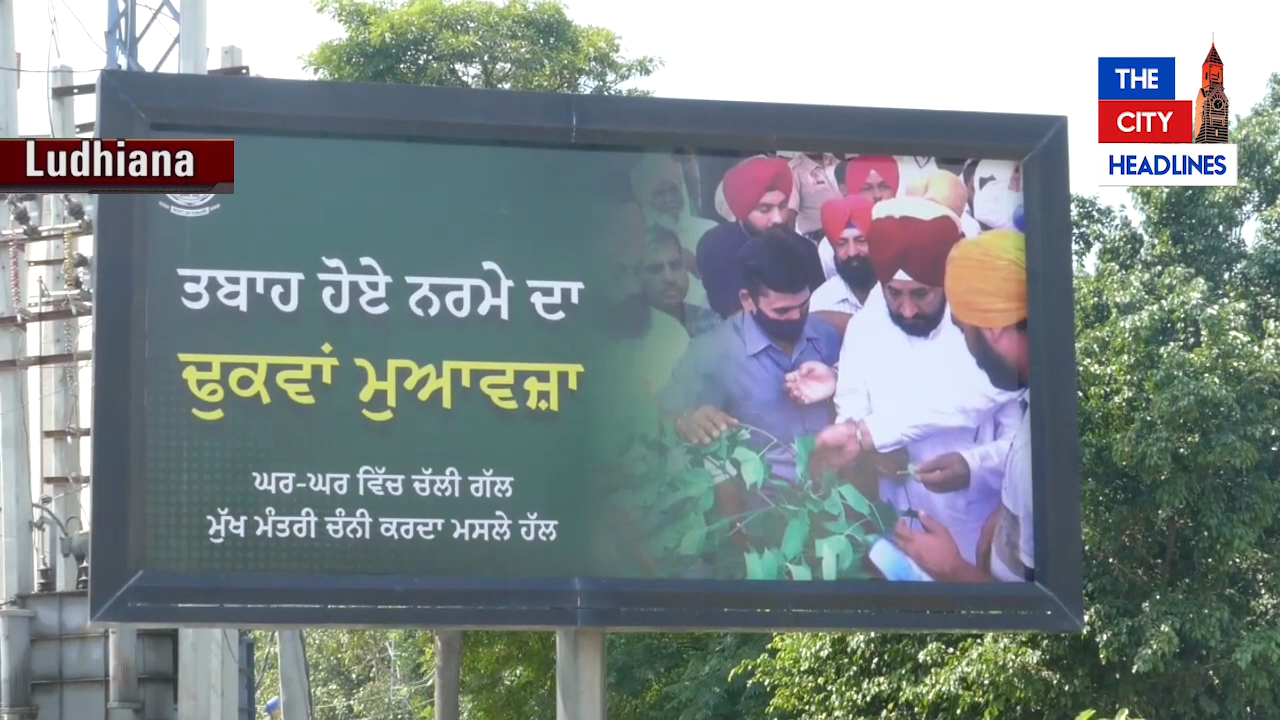 Ludhiana
THE
CITY
HEADLINES
ਤਬਾਹ ਹੋਏ ਨਰਮੇ ਦਾ
ਢੁਕਵਾਂ ਮੁਆਵਜ਼ਾ
ਘਰ-ਘਰ ਵਿੱਚ ਚੱਲੀ ਗੱਲ
ਮੁੱਖ ਮੰਤਰੀ ਚੰਨੀ ਕਰਦਾ ਮਸਲੇ ਹੱਲ